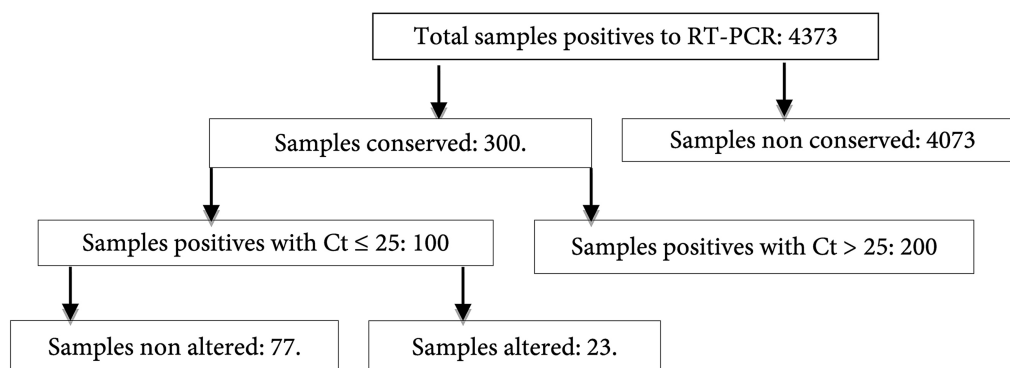 Total samples positives to RT-PCR: 4373
Samples conserved: 300.
Samples non conserved: 4073
Samples positives with Ct ≤ 25: 100
Samples positives with Ct > 25: 200
Samples non altered: 77.
Samples altered: 23.